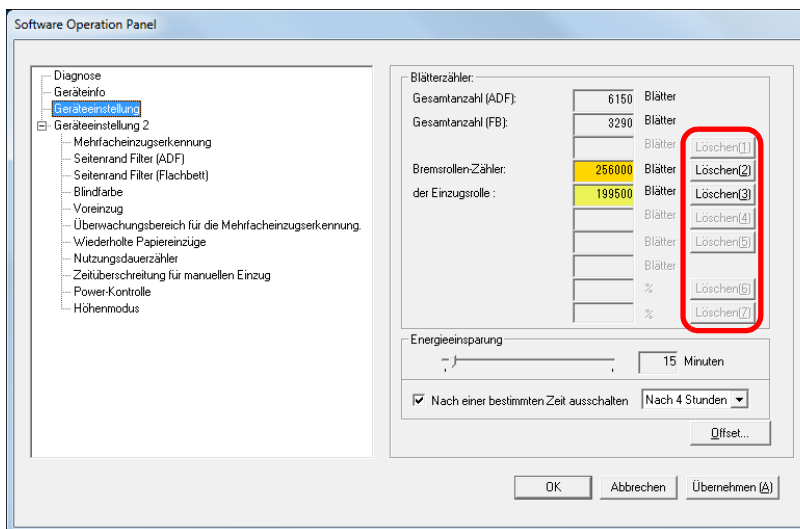 Software Operation Panel
Diagnose
Geräteinfo
Geräteeinstellung
Geräteeinstellung 2
Mehrfacheinzugserkennung
Seitenrand Filter (ADF)
Seitenrand Filter (Flachbett)
Blindfarbe
Voreinzug
Überwachungsbereich für die Mehrfacheinzugserkennung.
Wiederholte Papiereinzüge
Nutzungsdauerzähler
Zeitüberschreitung für manuellen Einzug
Power-Kontrolle
Höhenmodus
Blätterzähler:
Gesamtanzahl (ADF): 6150 Blätter
Gesamtanzahl (FB): 3290 Blätter
Blätter Löschen(1)
Bremsrollen-Zähler: 256000 Blätter Löschen(2)
der Einzugsrolle : 199500 Blätter Löschen(3)
Blätter Löschen(4)
Blätter Löschen(5)
Blätter
% Löschen(6)
% Löschen(7)
Energieeinsparung
15 Minuten
Nach einer bestimmten Zeit ausschalten Nach 4 Stunden
Offset...
OK Abbrechen Übernehmen (A)